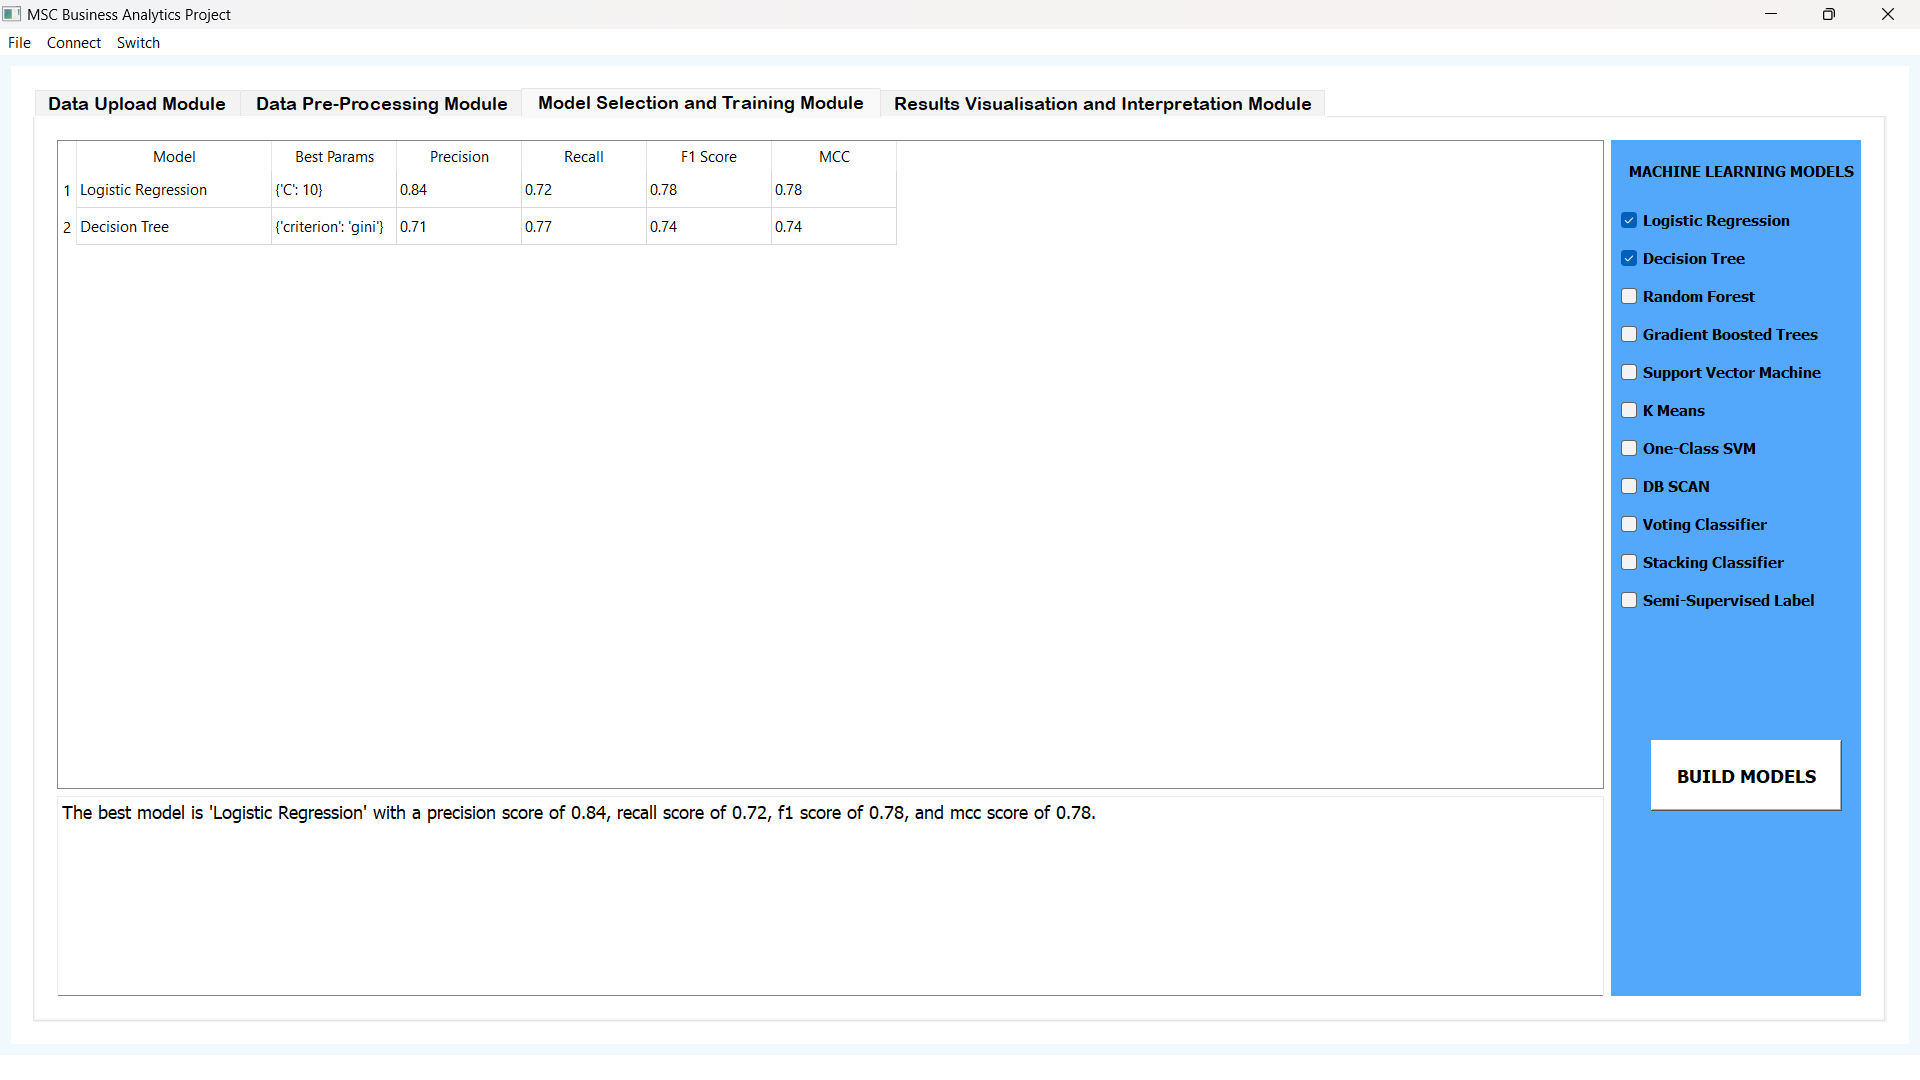 MSC Business Analytics Project
File Connect Switch
Data Upload Module Data Pre-Processing Module Model Selection and Training Module Results Visualisation and Interpretation Module
Model Best Params Precision Recall F1 Score MCC
1 Logistic Regression {'C': 10} 0.84 0.72 0.78 0.78
2 Decision Tree {'criterion': 'gini'} 0.71 0.77 0.74 0.74
The best model is 'Logistic Regression' with a precision score of 0.84, recall score of 0.72, f1 score of 0.78, and mcc score of 0.78.
MACHINE LEARNING MODELS
Logistic Regression
Decision Tree
Random Forest
Gradient Boosted Trees
Support Vector Machine
K Means
One-Class SVM
DB SCAN
Voting Classifier
Stacking Classifier
Semi-Supervised Label
BUILD MODELS